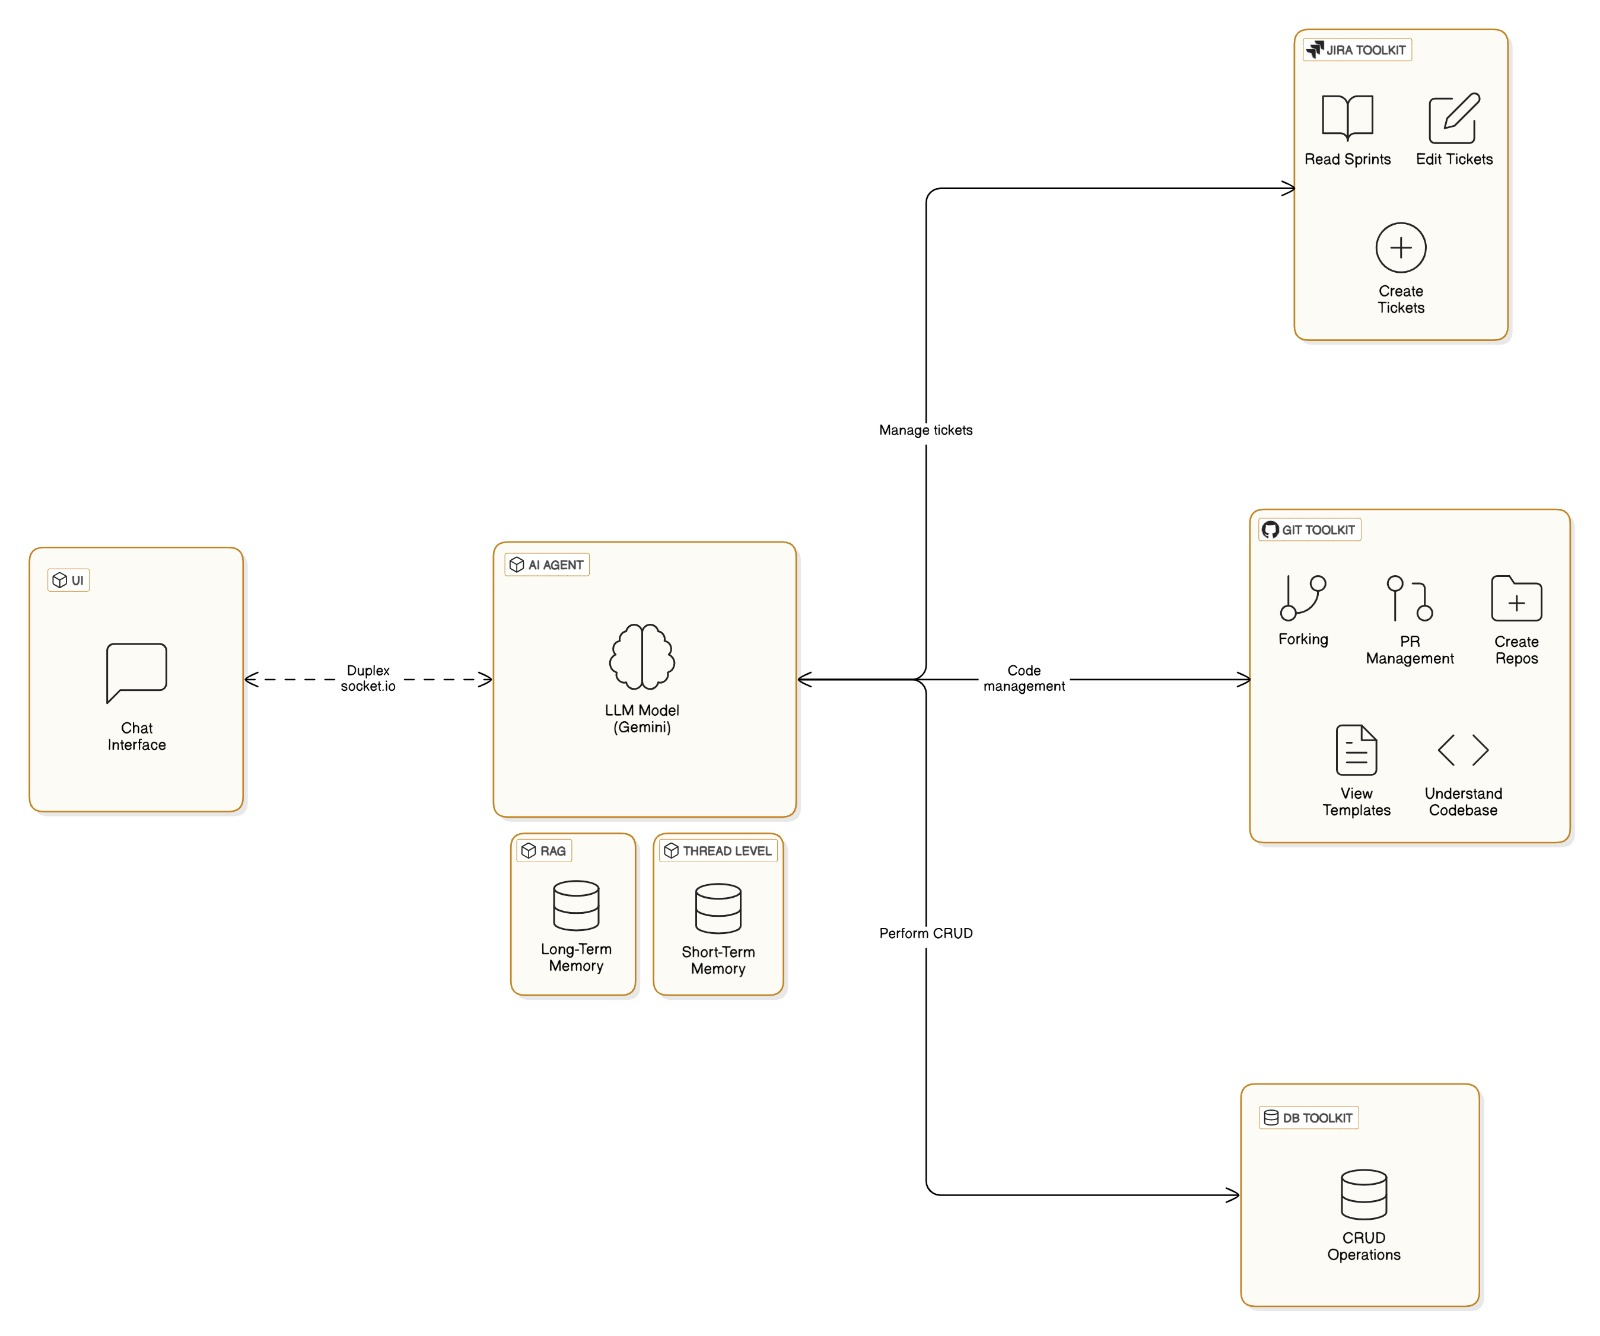 JIRA TOOLKIT
Read Sprints
Edit Tickets
Create
Tickets
Manage tickets
UI
Chat
Interface
Duplex
socket.io
AI AGENT
LLM Model
(Gemini)
RAG
Long-Term
Memory
THREAD LEVEL
Short-Term
Memory
Code
management
GIT TOOLKIT
Forking
PR
Management
Create
Repos
View
Templates
Understand
Codebase
Perform CRUD
DB TOOLKIT
CRUD
Operations